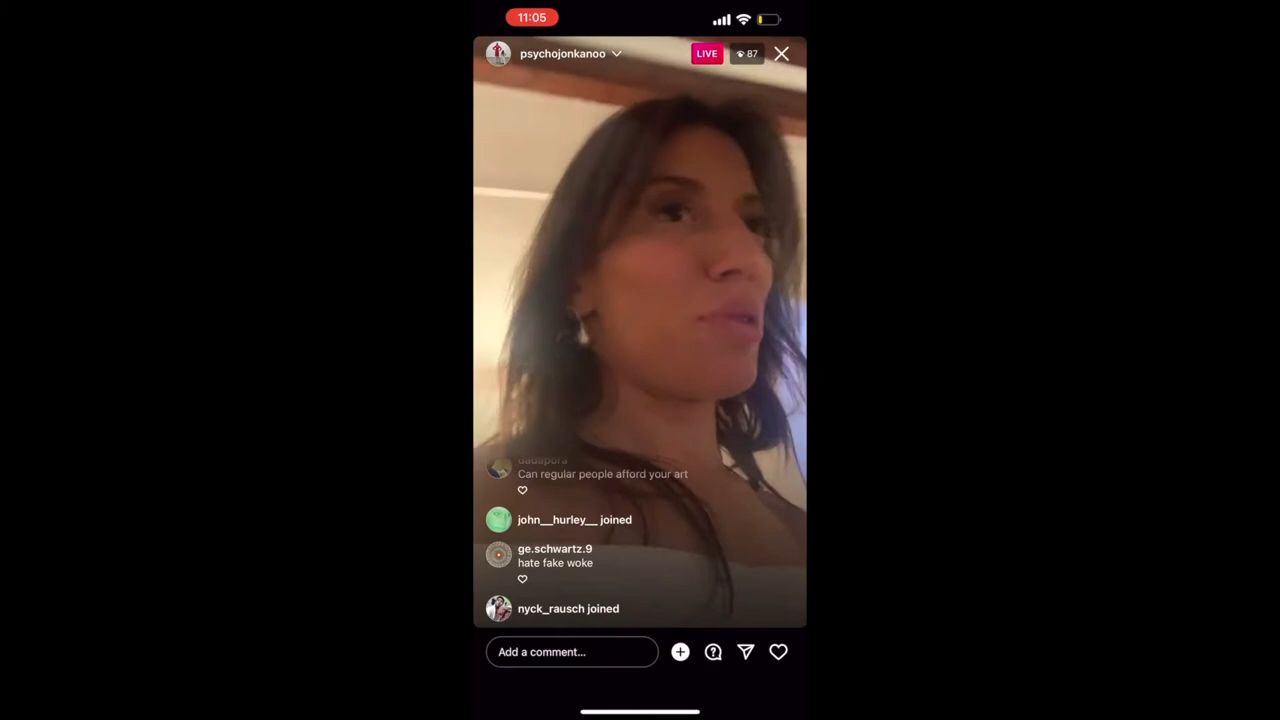 11:05
psychojonkanoo
LIVE
87
dadapora
Can regular people afford your art
john__hurley__ joined
ge.schwartz.9
hate fake woke
nyck_rausch joined
Add a comment...